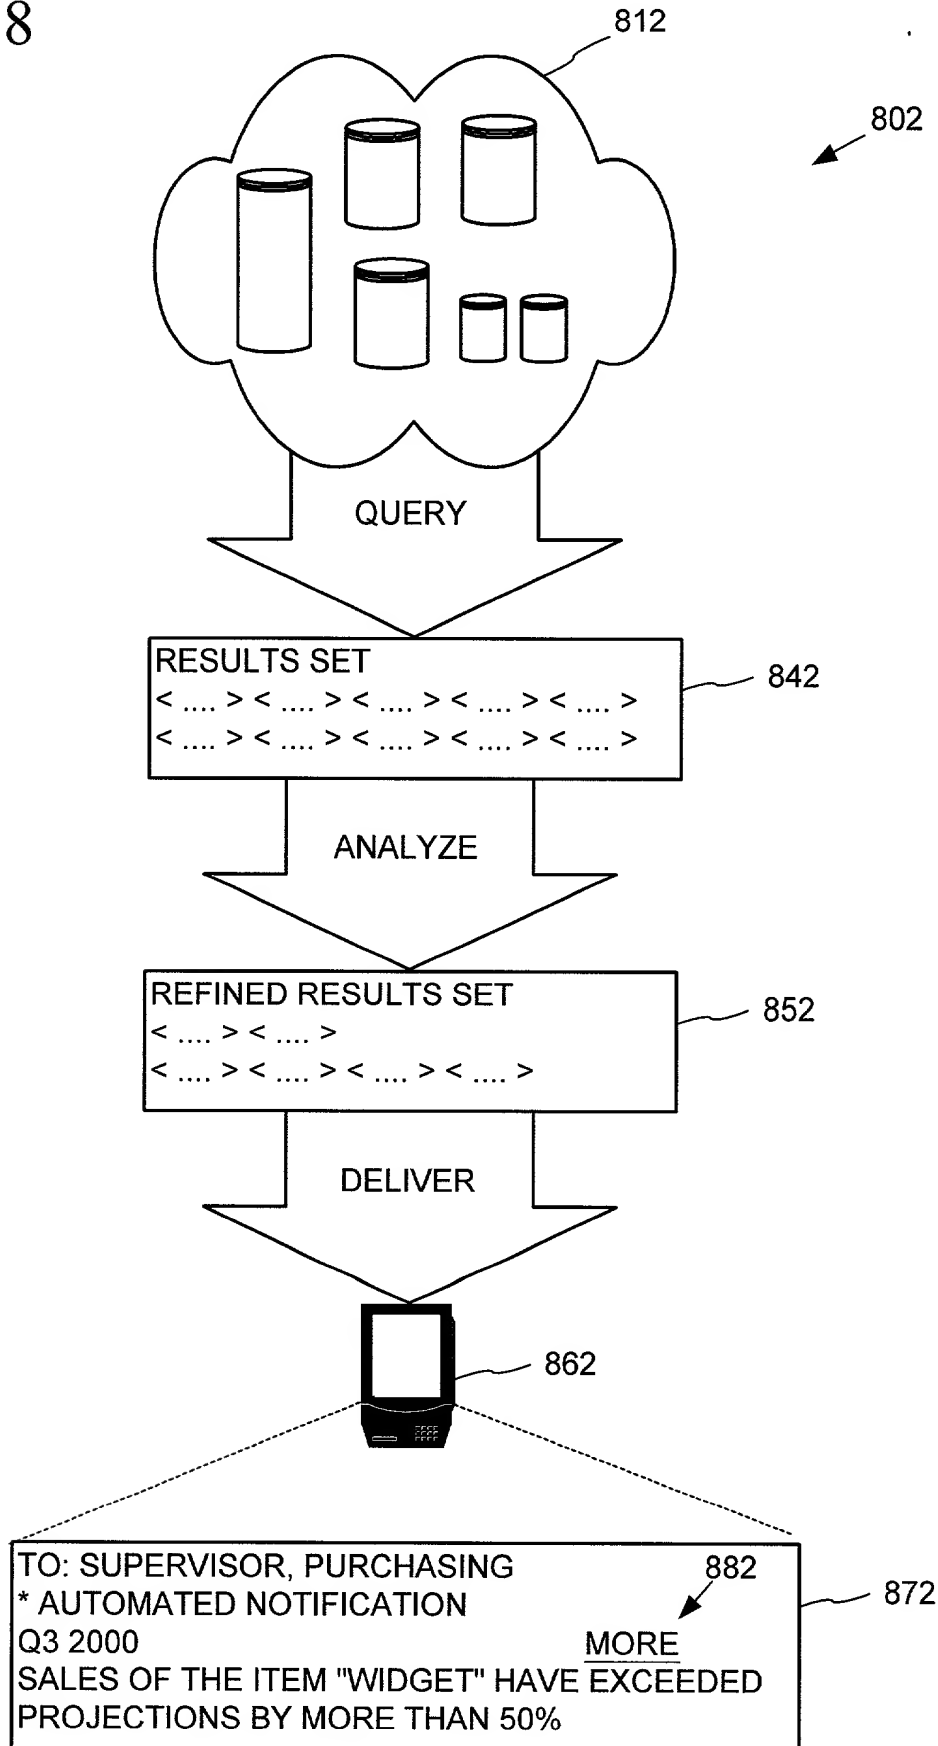 8
812
802
QUERY
RESULTS SET
842
< .... > < .... > < .... > < .... > < .... >
< .... > < .... > < .... > < .... > < .... >
ANALYZE
REFINED RESULTS SET
852
< .... > < .... >
< .... > < .... > < .... > < .... >
DELIVER
862
TO: SUPERVISOR, PURCHASING
882
* AUTOMATED NOTIFICATION
872
Q3 2000 MORE
SALES OF THE ITEM "WIDGET" HAVE EXCEEDED
PROJECTIONS BY MORE THAN 50%